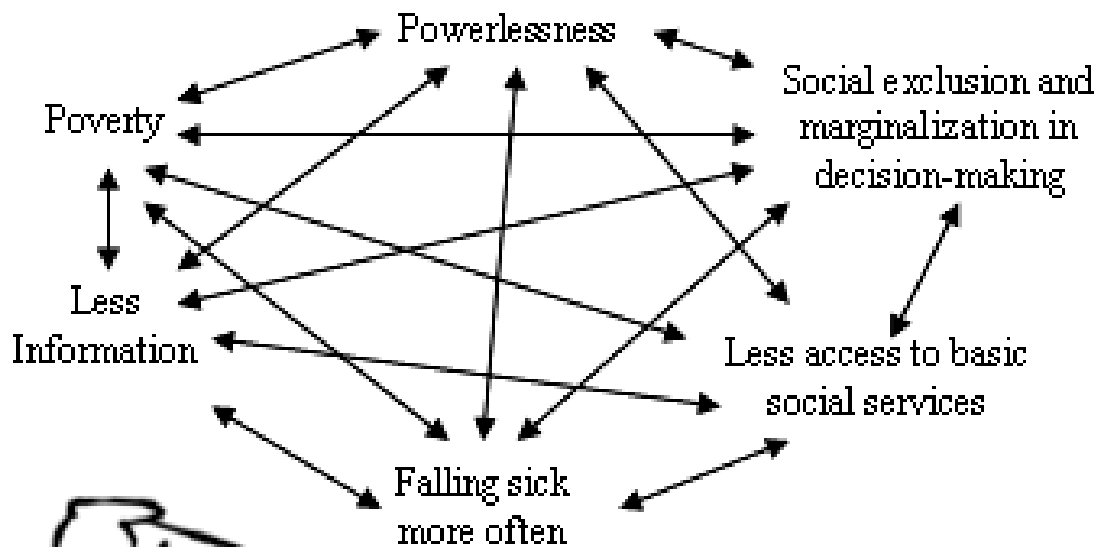 Powerlessness
Social exclusion and
marginalization in
decision-making
Poverty
Less
Information
Less access to basic
social services
Falling sick
more often